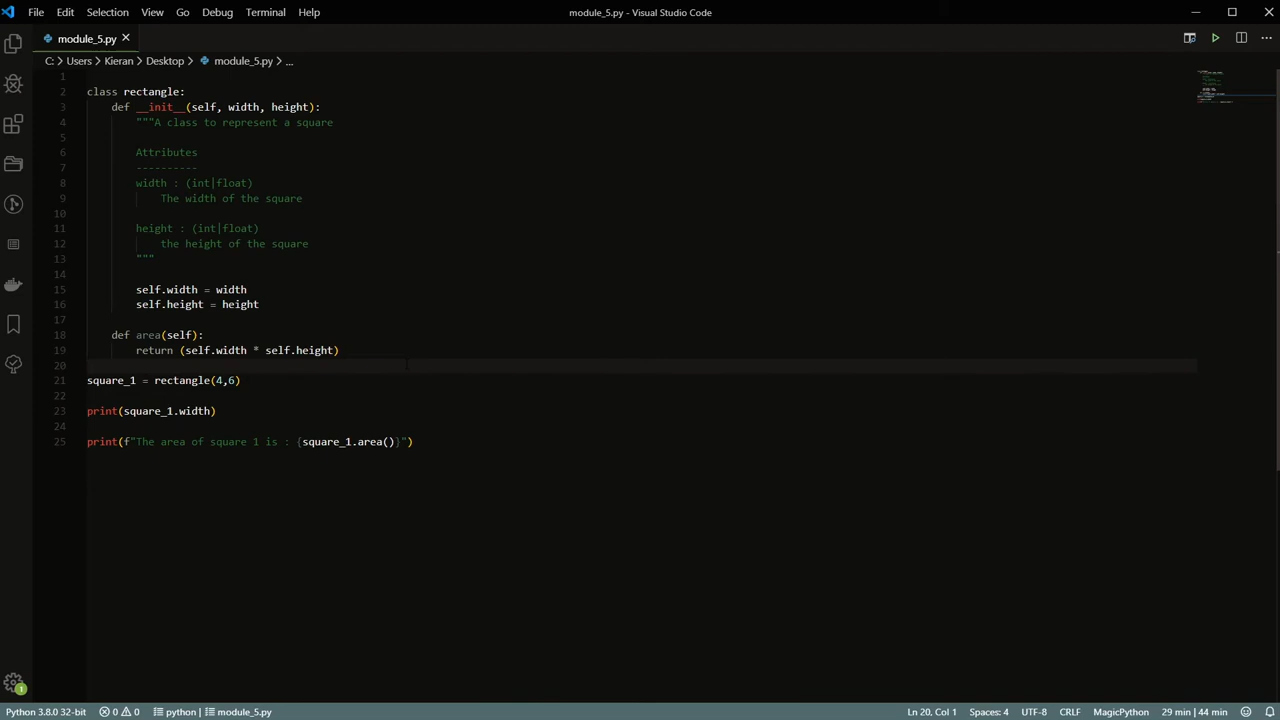 File Edit Selection View Go Debug Terminal Help module_5.py - Visual Studio Code
module_5.py
C: > Users > Kieran > Desktop > module_5.py > ...
1
2 class rectangle:
3 def __init__(self, width, height):
4 """A class to represent a square
5
6 Attributes
7 ----------
8 width : (int|float)
9 The width of the square
10
11 height : (int|float)
12 the height of the square
13 """
14
15 self.width = width
16 self.height = height
17
18 def area(self):
19 return (self.width * self.height)
20
21 square_1 = rectangle(4,6)
22
23 print(square_1.width)
24
25 print(f"The area of square 1 is : {square_1.area()}")
1
Python 3.8.0 32-bit 0 0 python | module_5.py Ln 20, Col 1 Spaces: 4 UTF-8 CRLF MagicPython 29 min | 44 min